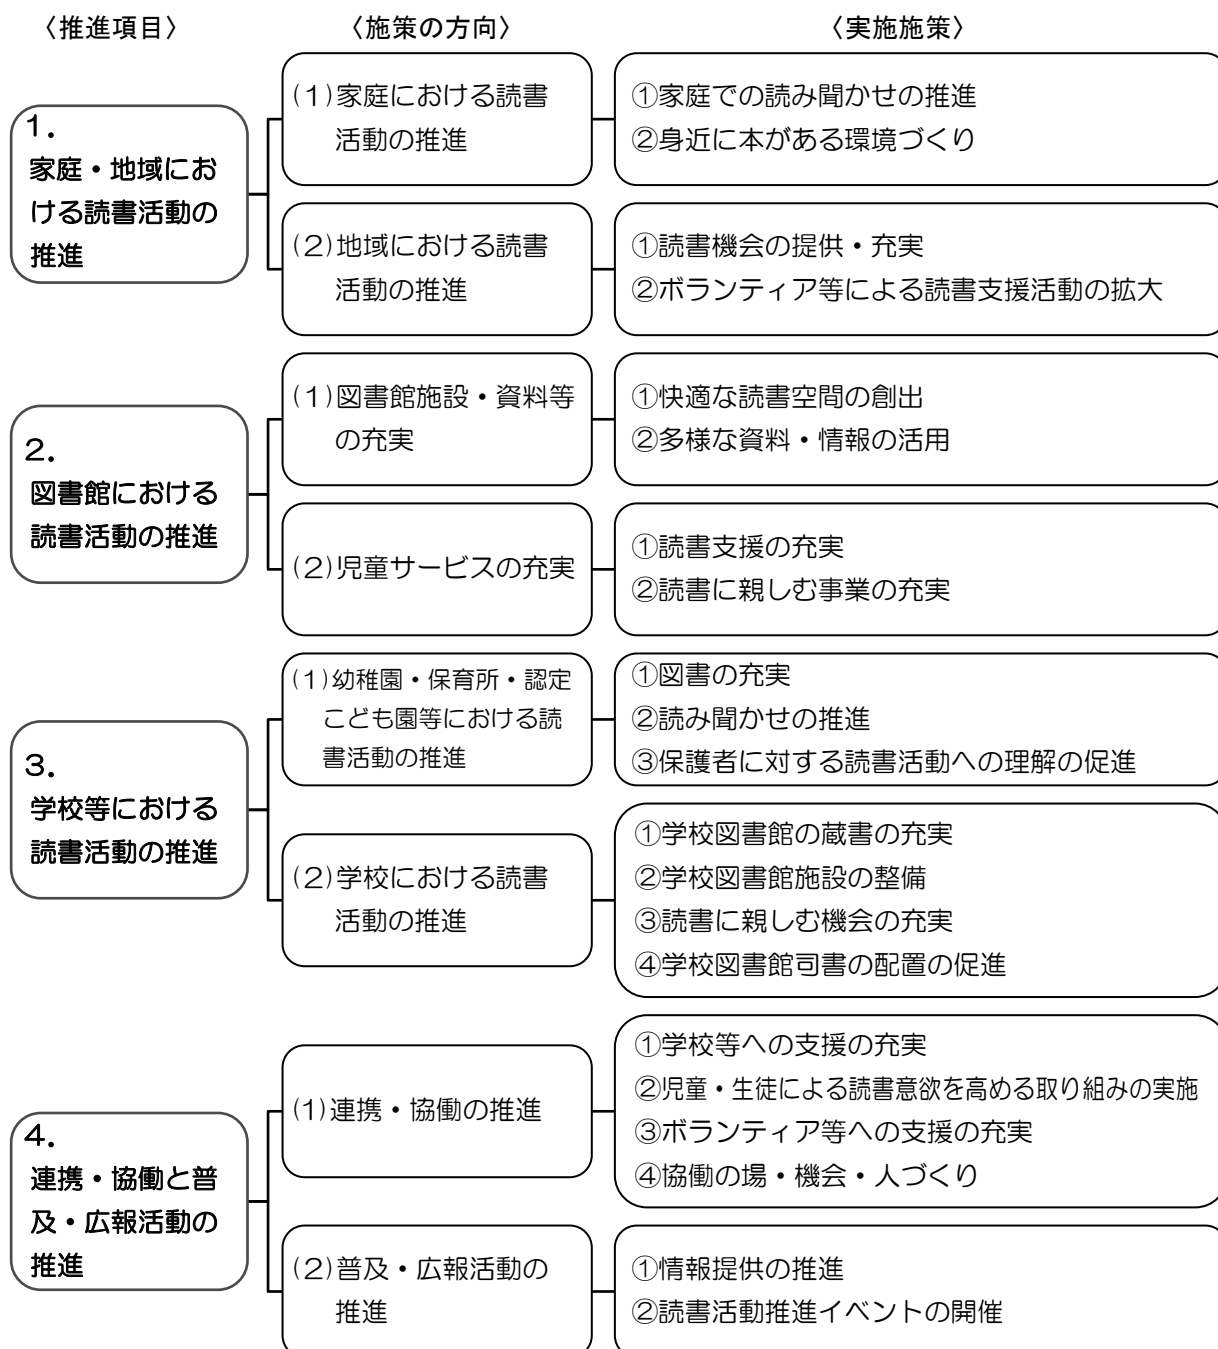 〈推進項目〉
〈施策の方向〉
〈実施施策〉
1.
家庭・地域にお
ける読書活動の
推進
(1)家庭における読書
活動の推進
①家庭での読み聞かせの推進
②身近に本がある環境づくり
(2)地域における読書
活動の推進
①読書機会の提供・充実
②ボランティア等による読書支援活動の拡大
2.
図書館における
読書活動の推進
(1)図書館施設・資料等
の充実
①快適な読書空間の創出
②多様な資料・情報の活用
(2)児童サービスの充実
①読書支援の充実
②読書に親しむ事業の充実
3.
学校等における
読書活動の推進
(1)幼稚園・保育所・認定
こども園等における読
書活動の推進
①図書の充実
②読み聞かせの推進
③保護者に対する読書活動への理解の促進
(2)学校における読書
活動の推進
①学校図書館の蔵書の充実
②学校図書館施設の整備
③読書に親しむ機会の充実
④学校図書館司書の配置の促進
4.
連携・協働と普
及・広報活動の
推進
(1)連携・協働の推進
①学校等への支援の充実
②児童・生徒による読書意欲を高める取り組みの実施
③ボランティア等への支援の充実
④協働の場・機会・人づくり
(2)普及・広報活動の
推進
①情報提供の推進
②読書活動推進イベントの開催